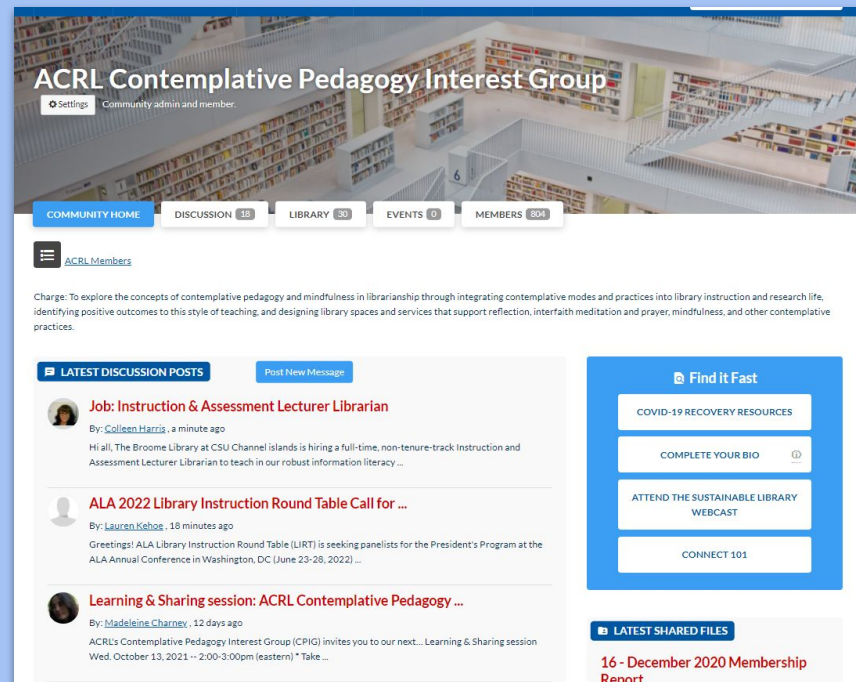 ACRL Contemplative Pedagogy Interest Group
Settings Community admin and member.
6
COMMUNITY HOME DISCUSSION 18 LIBRARY 30 EVENTS 0 MEMBERS 804
ACRL Members
Charge: To explore the concepts of contemplative pedagogy and mindfulness in librarianship through integrating contemplative modes and practices into library instruction and research life,
identifying positive outcomes to this style of teaching, and designing library spaces and services that support reflection, interfaith meditation and prayer, mindfulness, and other contemplative
practices.
LATEST DISCUSSION POSTS Post New Message
Job: Instruction & Assessment Lecturer Librarian
By: Colleen Harris , a minute ago
Hi all, The Broome Library at CSU Channel islands is hiring a full-time, non-tenure-track Instruction and
Assessment Lecturer Librarian to teach in our robust information literacy ...
ALA 2022 Library Instruction Round Table Call for ...
By: Lauren Kehoe , 18 minutes ago
Greetings! ALA Library Instruction Round Table (LIRT) is seeking panelists for the President's Program at the
ALA Annual Conference in Washington, DC (June 23-28, 2022) ...
Learning & Sharing session: ACRL Contemplative Pedagogy ...
By: Madeleine Charney , 12 days ago
ACRL's Contemplative Pedagogy Interest Group (CPIG) invites you to our next... Learning & Sharing session
Wed. October 13, 2021 -- 2:00-3:00pm (eastern) * Take ...
Find it Fast
COVID-19 RECOVERY RESOURCES
COMPLETE YOUR BIO
ATTEND THE SUSTAINABLE LIBRARY
WEBCAST
CONNECT 101
LATEST SHARED FILES
16 - December 2020 Membership
Report